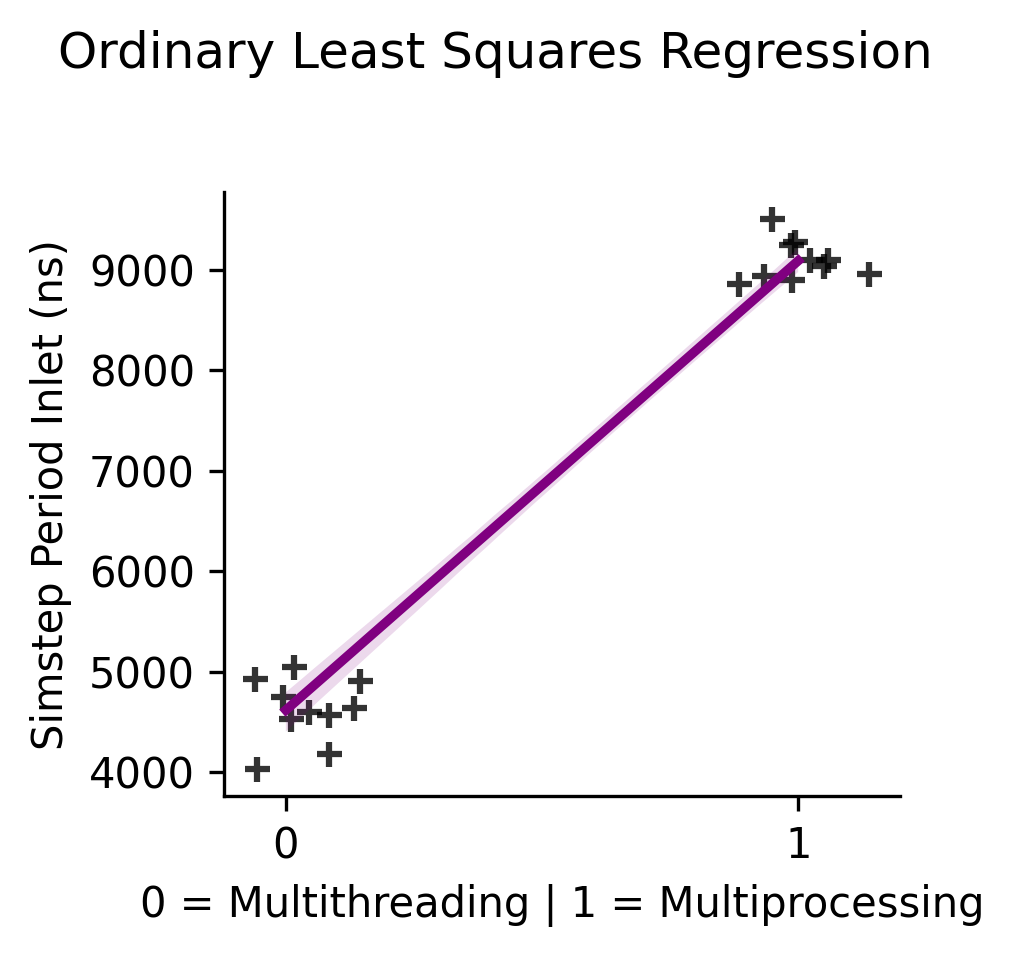 Ordinary Least Squares Regression
Simstep Period Inlet (ns)
9000
8000
7000
6000
5000
4000
0 1
0 = Multithreading | 1 = Multiprocessing